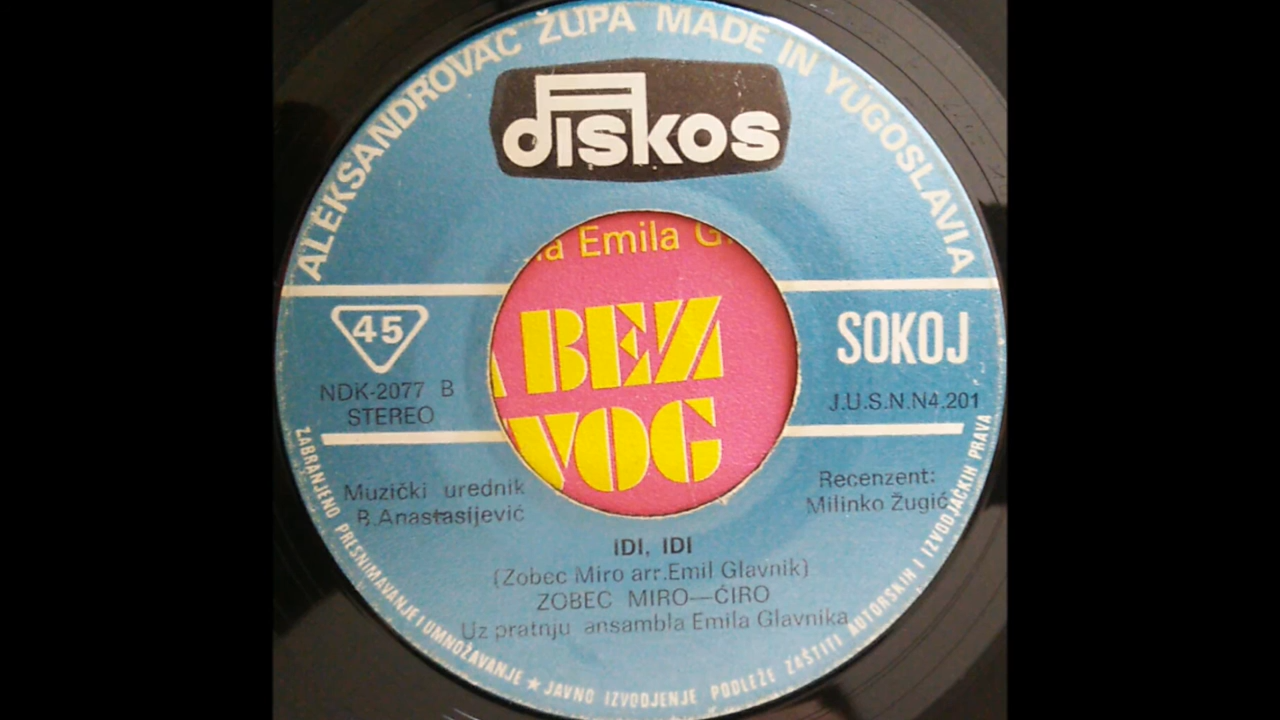 ALEKSANDROVAC ŽUPA MADE IN YUGOSLAVIA
diskos
Emila G.
BEZ
VOG
45
NDK-2077 B
STEREO
SOKOJ
J.U.S.N.N4.201
Muzički urednik
B.Anastasijević
Recenzent:
Milinko Žugić
IDI, IDI
(Zobec Miro arr.Emil Glavnik)
ZOBEC MIRO—ĆIRO
Uz pratnju ansambla Emila Glavnika
ZABRANJENO PRESNIMAVANJE I UMNOŽAVANJE ★ JAVNO IZVODJENJE PODLEŽE ZAŠTITI AUTORSKIH I IZVODJAČKIH PRAVA